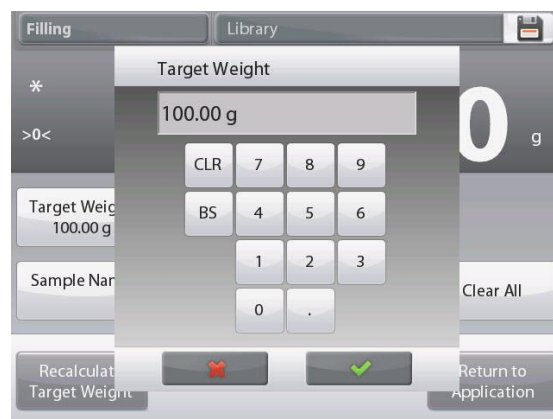 Filling
Library
Target Weight
*
100.00 g
>0<
0 g
CLR 7 8 9
Target Weig
100.00 g
BS 4 5 6
1 2 3
Sample Nar
Clear All
0 .
Recalculat
Target Weight
Return to
Application